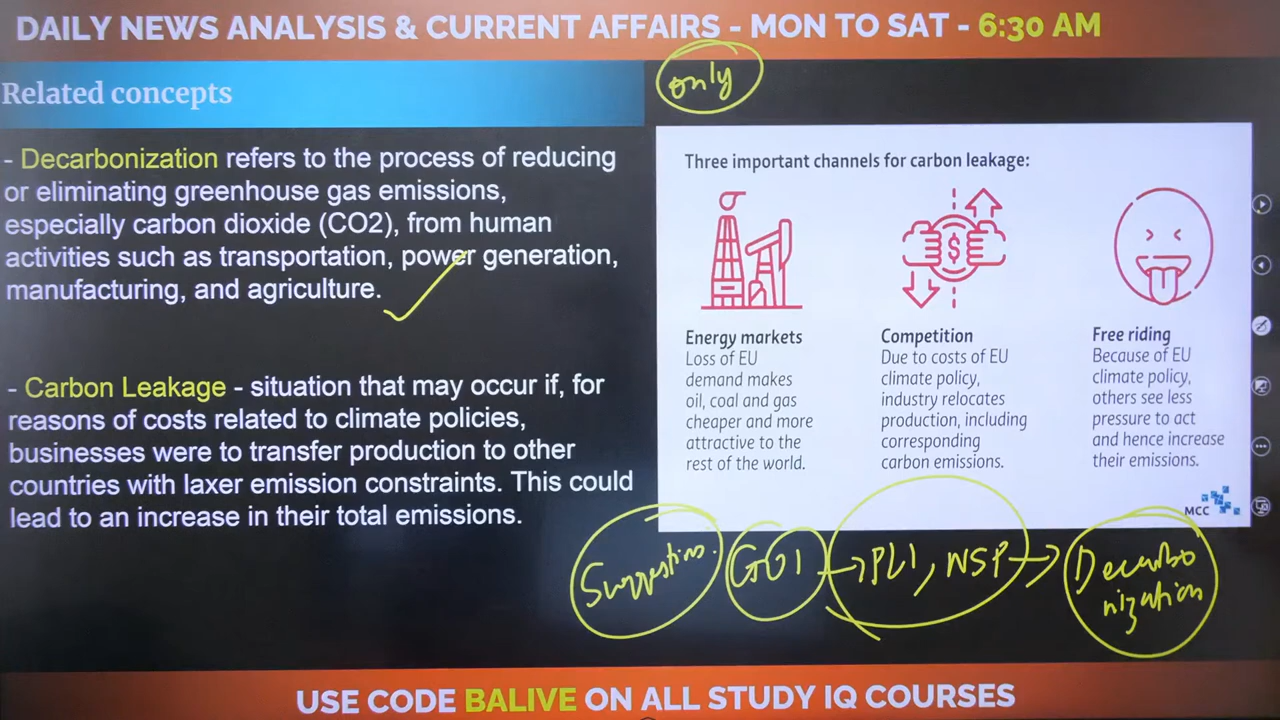 DAILY NEWS ANALYSIS & CURRENT AFFAIRS - MON TO SAT - 6:30 AM
Related concepts
- Decarbonization refers to the process of reducing
or eliminating greenhouse gas emissions,
especially carbon dioxide (CO2), from human
activities such as transportation, power generation,
manufacturing, and agriculture.
- Carbon Leakage - situation that may occur if, for
reasons of costs related to climate policies,
businesses were to transfer production to other
countries with laxer emission constraints. This could
lead to an increase in their total emissions.
only
Three important channels for carbon leakage:
$
Energy markets
Loss of EU
demand makes
oil, coal and gas
cheaper and more
attractive to the
rest of the world.
Competition
Due to costs of EU
climate policy,
industry relocates
production, including
corresponding
carbon emissions.
Free riding
Because of EU
climate policy,
others see less
pressure to act
and hence increase
their emissions.
MCC
Suggestion. GOI → PLI, NSP → Decarbo
nization
USE CODE BALIVE ON ALL STUDY IQ COURSES